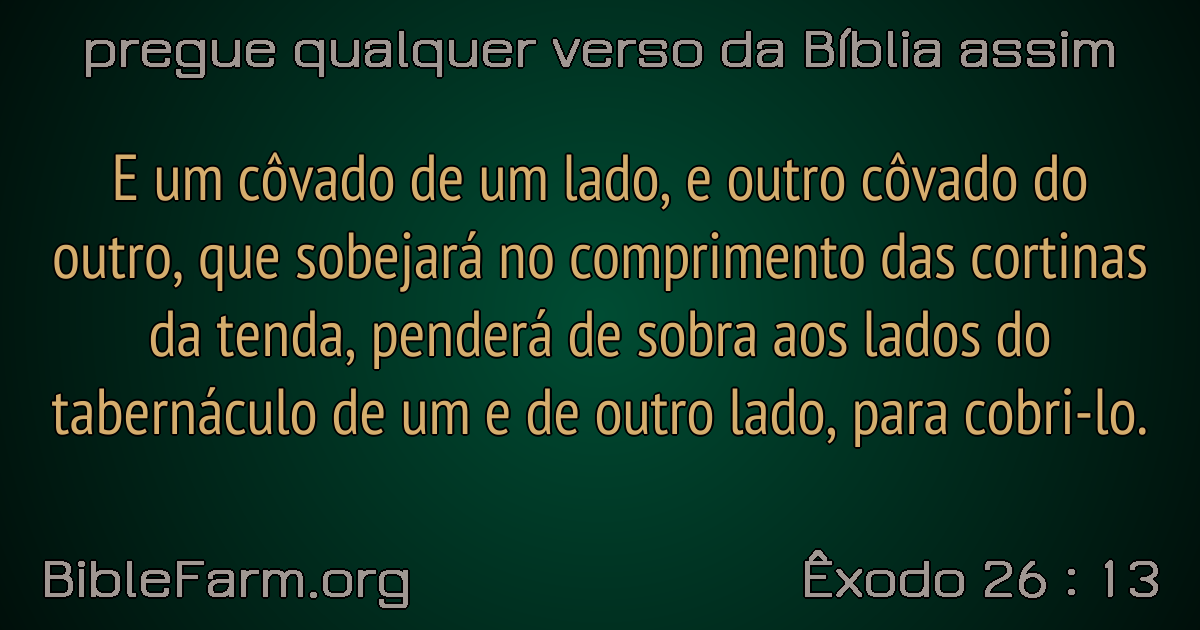 pregue qualquer verso da Bíblia assim
E um côvado de um lado, e outro côvado do
outro, que sobejará no comprimento das cortinas
da tenda, penderá de sobra aos lados do
tabernáculo de um e de outro lado, para cobri-lo.
BibleFarm.org
Êxodo 26 : 13